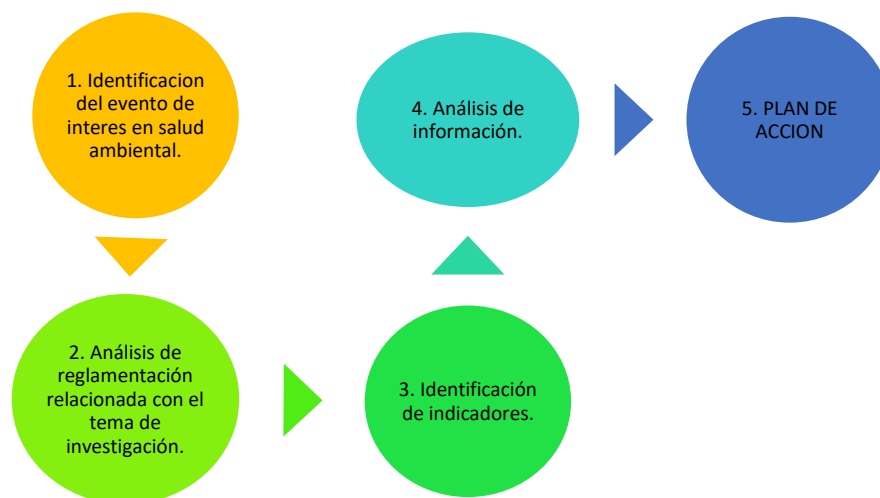 1. Identificacion
del evento de
interes en salud
ambiental.
2. Análisis de
reglamentación
relacionada con el
tema de
investigación.
3. Identificación
de indicadores.
4. Análisis de
información.
5. PLAN DE
ACCION